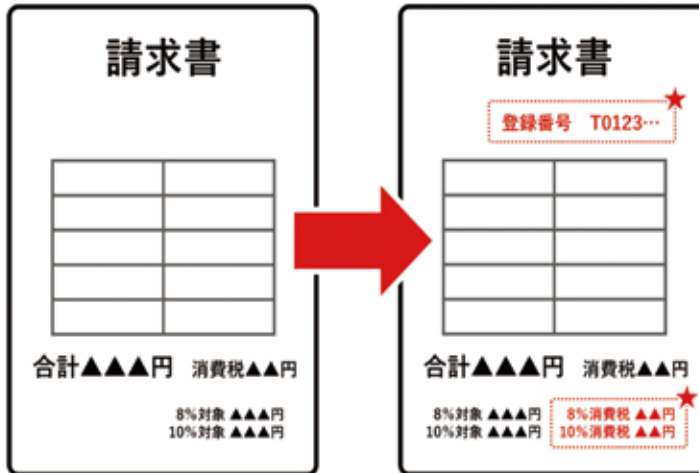 請求書
合計▲▲▲円 消費税▲▲円
8%対象 ▲▲▲円
10%対象 ▲▲▲円
請求書
登録番号 T0123…
合計▲▲▲円 消費税▲▲円
8%対象 ▲▲▲円 8%消費税 ▲▲円
10%対象 ▲▲▲円 10%消費税 ▲▲円